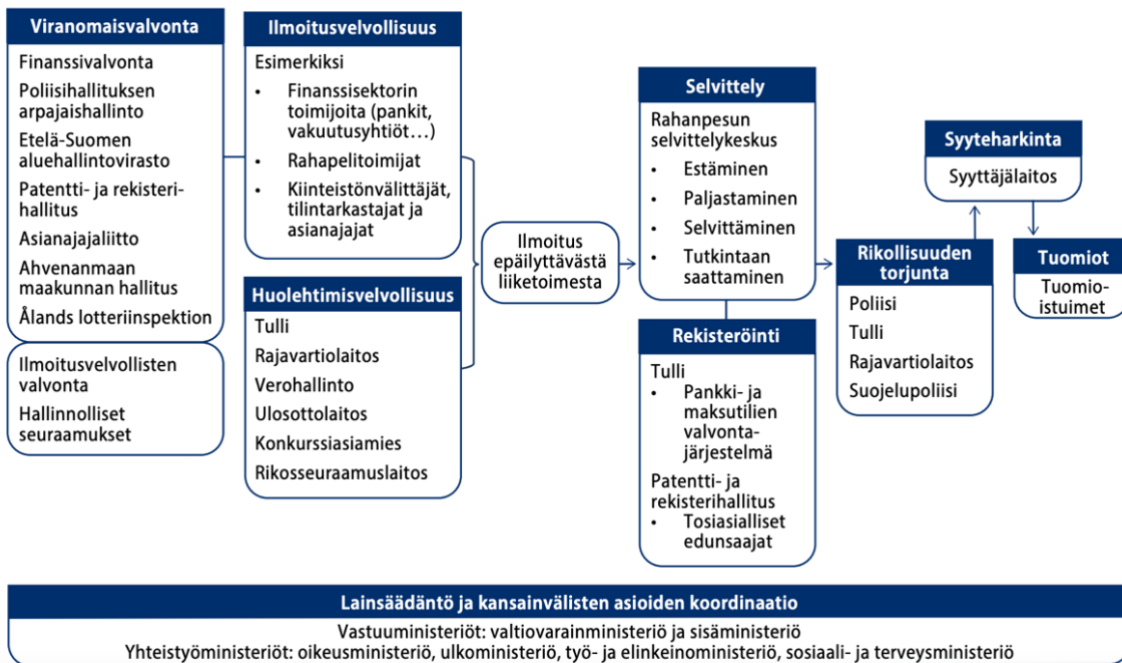 Viranomaisvalvonta
Finanssivalvonta
Poliisihallituksen
arpajaishallinto
Etelä-Suomen
aluehallintovirasto
Patentti- ja rekisteri-
hallitus
Asianajajaliitto
Ahvenanmaan
maakunnan hallitus
Ålands lotteriinspektion
Ilmoitusvelvollisten
valvonta
Hallinnolliset
seuraamukset
Ilmoitusvelvollisuus
Esimerkiksi
• Finanssisektorin
toimijoita (pankit,
vakuutusyhtiöt…)
• Rahapelitoimijat
• Kiinteistönvälittäjät,
tilintarkastajat ja
asianajajat
Huolehtimisvelvollisuus
Tulli
Rajavartiolaitos
Verohallinto
Ulosottolaitos
Konkurssiasiamies
Rikosseuraamuslaitos
Ilmoitus
epäilyttävästä
liiketoimesta
Selvittely
Rahanpesun
selvittelykeskus
• Estäminen
• Paljastaminen
• Selvittäminen
• Tutkintaan
saattaminen
Rekisteröinti
Tulli
• Pankki- ja
maksutilien
valvonta-
järjestelmä
Patentti- ja
rekisterihallitus
• Tosiasialliset
edunsaajat
Rikollisuuden
torjunta
Poliisi
Tulli
Rajavartiolaitos
Suojelupoliisi
Syyteharkinta
Syyttäjälaitos
Tuomiot
Tuomio-
istuimet
Lainsäädäntö ja kansainvälisten asioiden koordinaatio
Vastuuministeriöt: valtiovarainministeriö ja sisäministeriö
Yhteistyöministeriöt: oikeusministeriö, ulkoministeriö, työ- ja elinkeinoministeriö, sosiaali- ja terveysministeriö